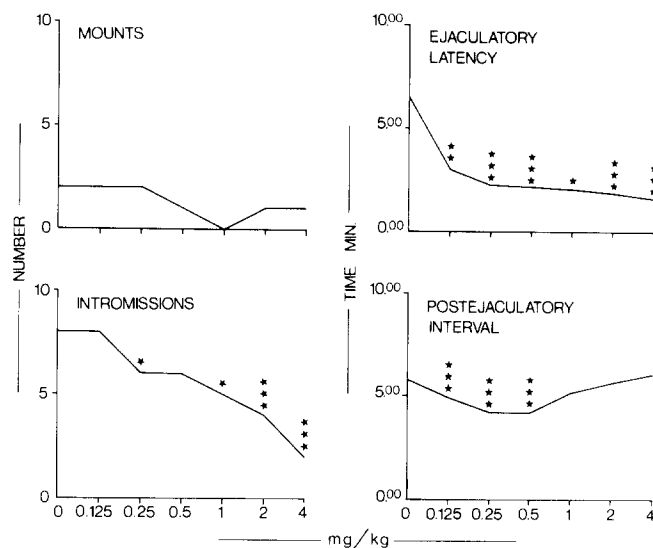 10
MOUNTS
5
0
NUMBER
10
INTROMISSIONS
5
0
0 0.125 0.25 0.5 1 2 4
10.00
EJACULATORY
LATENCY
5.00
0.00
TIME MIN.
10.00
POSTEJACULATORY
INTERVAL
5.00
0.00
0 0.125 0.25 0.5 1 2 4
mg/kg